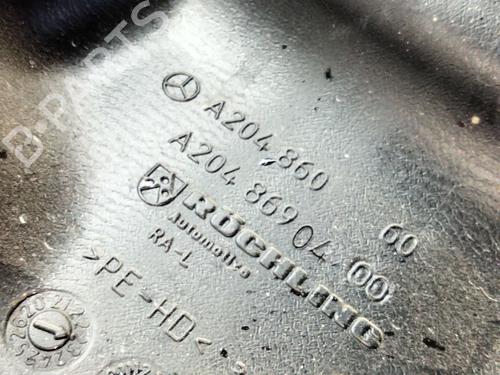 A204 860 60
A204 869 04 00
RÖCHLING
Automotive
RA-L
>PE-HD<
B-PARTS